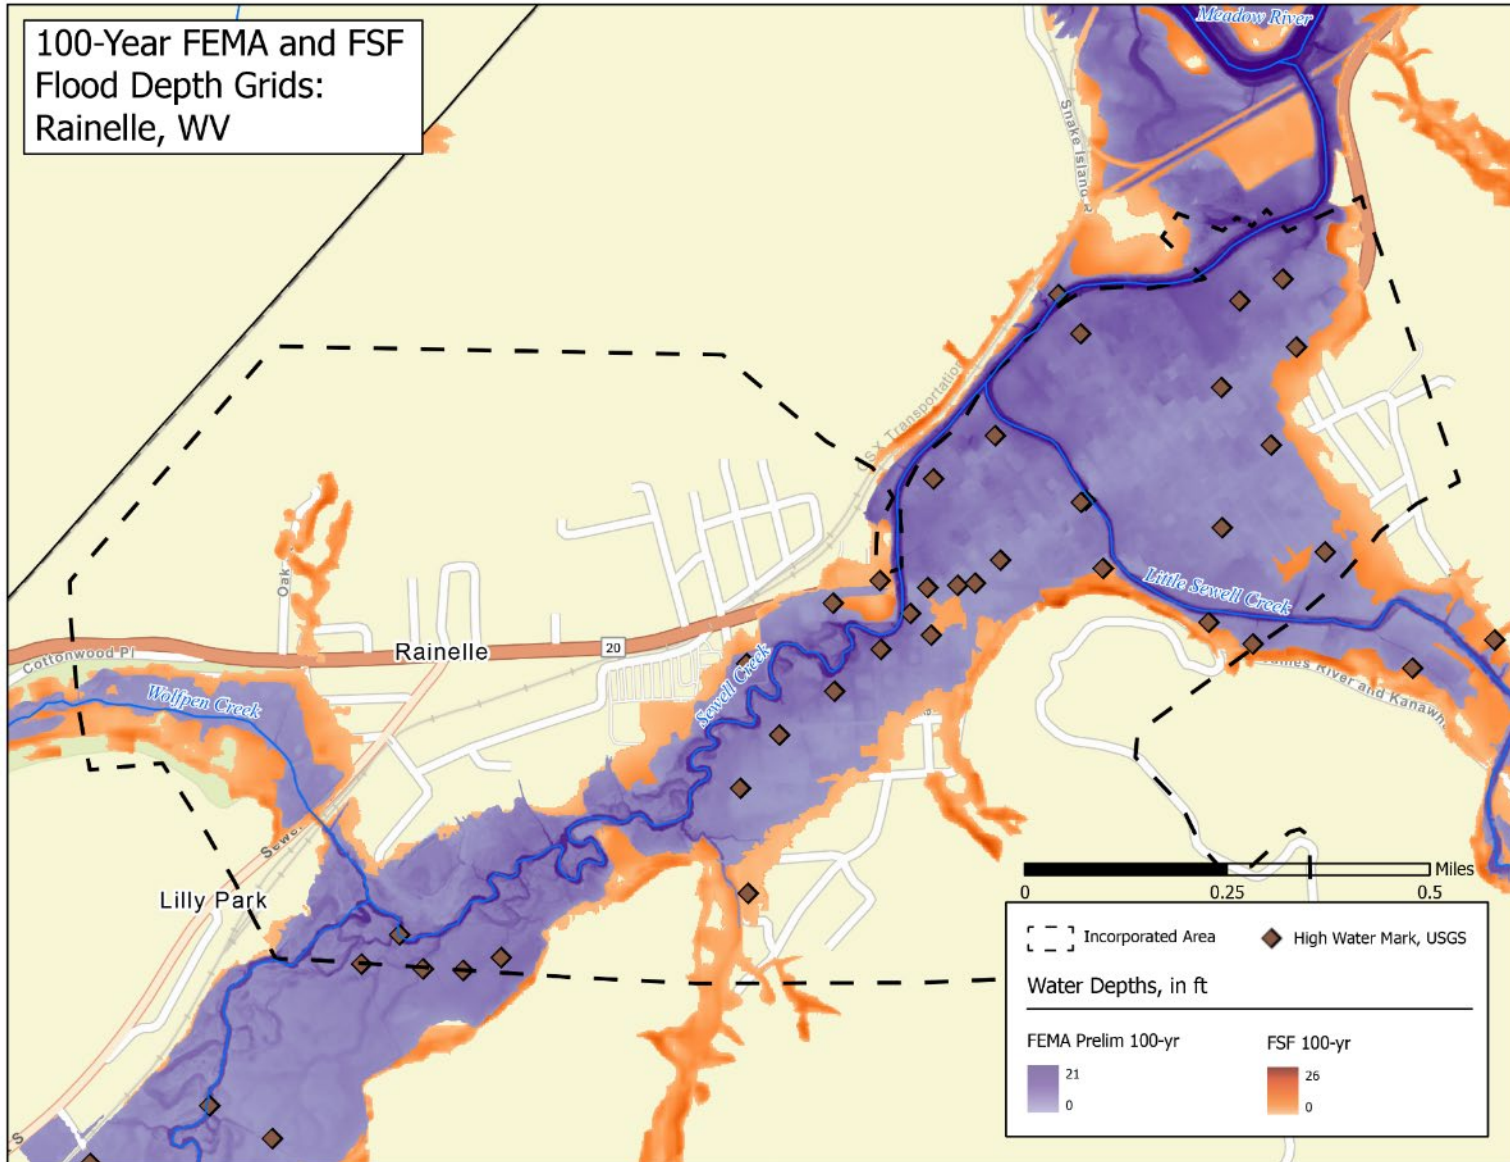 100-Year FEMA and FSF
Flood Depth Grids:
Rainelle, WV
Meadow River
Snake Island R
CSX Transportation
Oak
Little Sewell Creek
Cottonwood Pl
Rainelle
20
Sewell Creek
James River and Kanawh
Wolfpen Creek
Sewe
Lilly Park
Miles
0 0.25 0.5
Incorporated Area
High Water Mark, USGS
Water Depths, in ft
FEMA Prelim 100-yr
FSF 100-yr
21
26
0
0
S